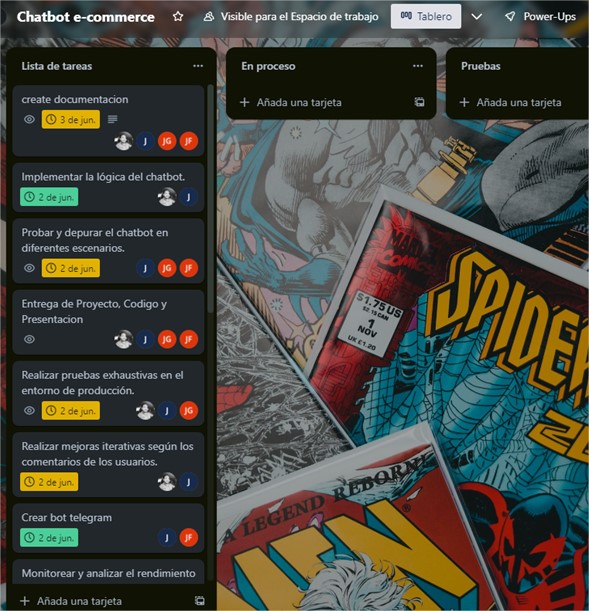 Chatbot e-commerce
Visible para el Espacio de trabajo
Tablero
Power-Ups
Lista de tareas
create documentacion
3 de jun.
J JG JF
Implementar la lógica del chatbot.
2 de jun.
J
Probar y depurar el chatbot en
diferentes escenarios.
2 de jun.
J JG JF
Entrega de Proyecto, Codigo y
Presentacion
J JG JF
Realizar pruebas exhaustivas en el
entorno de producción.
2 de jun.
J JG
Realizar mejoras iterativas según los
comentarios de los usuarios.
2 de jun.
J
Crear bot telegram
2 de jun.
J JF
Monitorear y analizar el rendimiento
Añada una tarjeta
En proceso
Añada una tarjeta
Pruebas
Añada una tarjeta
$1.75 US
$2.15 CAN
1
NOV
UK £1.20
SPIDER
20
A LEGEND REBORN!